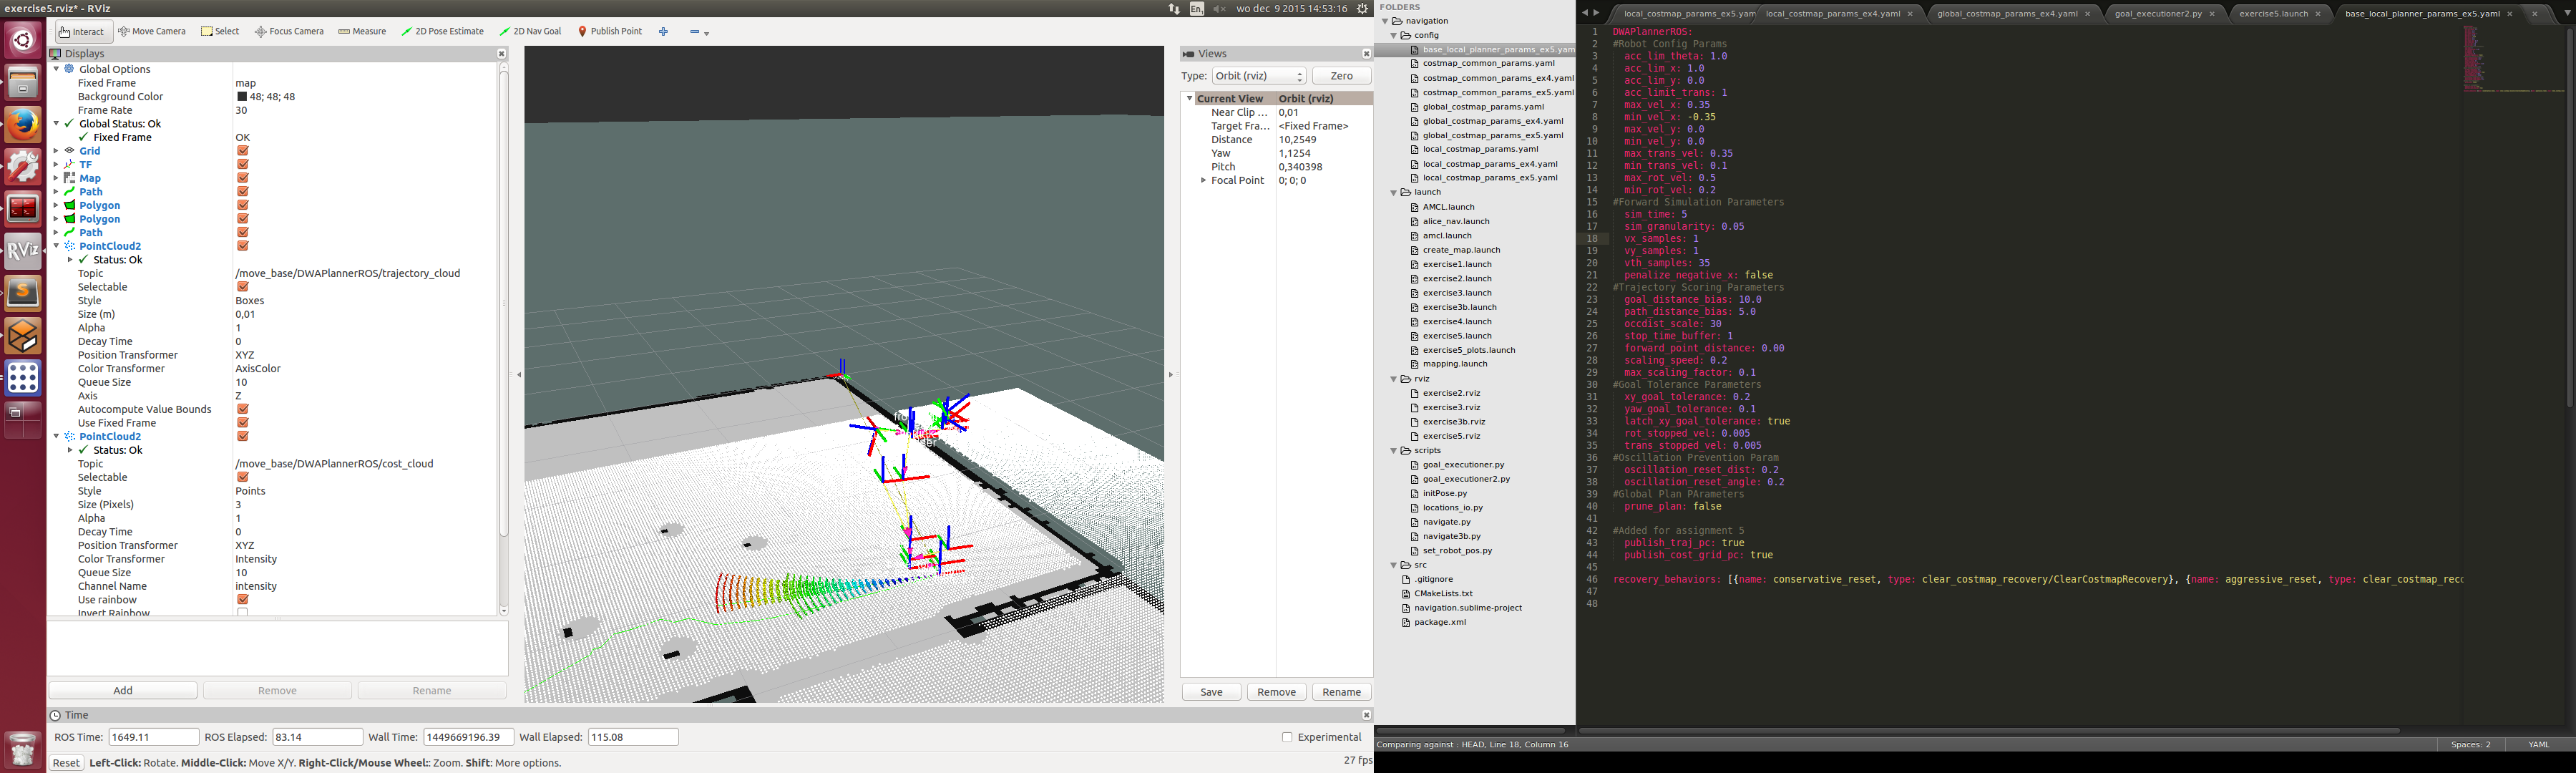 exercise5.rviz* - RViz
En
wo dec 9 2015 14:53:16
Interact
Move Camera
Select
Focus Camera
Measure
2D Pose Estimate
2D Nav Goal
Publish Point
Displays
Global Options
Fixed Frame map
Background Color 48; 48; 48
Frame Rate 30
Global Status: Ok
Fixed Frame OK
Grid
TF
Map
Path
Polygon
Polygon
Path
PointCloud2
Status: Ok
Topic /move_base/DWAPlannerROS/trajectory_cloud
Selectable
Style Boxes
Size (m) 0,01
Alpha 1
Decay Time 0
Position Transformer XYZ
Color Transformer AxisColor
Queue Size 10
Axis Z
Autocompute Value Bounds
Use Fixed Frame
PointCloud2
Status: Ok
Topic /move_base/DWAPlannerROS/cost_cloud
Selectable
Style Points
Size (Pixels) 3
Alpha 1
Decay Time 0
Position Transformer XYZ
Color Transformer Intensity
Queue Size 10
Channel Name intensity
Use rainbow
Invert Rainbow
Add
Remove
Rename
Views
Type: Orbit (rviz) Zero
Current View Orbit (rviz)
Near Clip ... 0,01
Target Fra... <Fixed Frame>
Distance 10,2549
Yaw 1,1254
Pitch 0,340398
Focal Point 0; 0; 0
Save
Remove
Rename
Time
ROS Time: 1649.11 ROS Elapsed: 83.14 Wall Time: 1449669196.39 Wall Elapsed: 115.08 Experimental
Reset Left-Click: Rotate. Middle-Click: Move X/Y. Right-Click/Mouse Wheel:: Zoom. Shift: More options. 27 fps
FOLDERS
navigation
config
base_local_planner_params_ex5.yam
costmap_common_params.yaml
costmap_common_params_ex4.yaml
costmap_common_params_ex5.yaml
global_costmap_params.yaml
global_costmap_params_ex4.yaml
global_costmap_params_ex5.yaml
local_costmap_params.yaml
local_costmap_params_ex4.yaml
local_costmap_params_ex5.yaml
launch
AMCL.launch
alice_nav.launch
amcl.launch
create_map.launch
exercise1.launch
exercise2.launch
exercise3.launch
exercise3b.launch
exercise4.launch
exercise5.launch
exercise5_plots.launch
mapping.launch
rviz
exercise2.rviz
exercise3.rviz
exercise3b.rviz
exercise5.rviz
scripts
goal_executioner.py
goal_executioner2.py
initPose.py
locations_io.py
navigate.py
navigate3b.py
set_robot_pos.py
src
.gitignore
CMakeLists.txt
navigation.sublime-project
package.xml
local_costmap_params_ex5.yam
local_costmap_params_ex4.yaml
global_costmap_params_ex4.yaml
goal_executioner2.py
exercise5.launch
base_local_planner_params_ex5.yaml
1 DWAPlannerROS:
2 #Robot Config Params
3 acc_lim_theta: 1.0
4 acc_lim_x: 1.0
5 acc_lim_y: 0.0
6 acc_limit_trans: 1
7 max_vel_x: 0.35
8 min_vel_x: -0.35
9 max_vel_y: 0.0
10 min_vel_y: 0.0
11 max_trans_vel: 0.35
12 min_trans_vel: 0.1
13 max_rot_vel: 0.5
14 min_rot_vel: 0.2
15 #Forward Simulation Parameters
16 sim_time: 5
17 sim_granularity: 0.05
18 vx_samples: 1
19 vy_samples: 1
20 vth_samples: 35
21 penalize_negative_x: false
22 #Trajectory Scoring Parameters
23 goal_distance_bias: 10.0
24 path_distance_bias: 5.0
25 occdist_scale: 30
26 stop_time_buffer: 1
27 forward_point_distance: 0.00
28 scaling_speed: 0.2
29 max_scaling_factor: 0.1
30 #Goal Tolerance Parameters
31 xy_goal_tolerance: 0.2
32 yaw_goal_tolerance: 0.1
33 latch_xy_goal_tolerance: true
34 rot_stopped_vel: 0.005
35 trans_stopped_vel: 0.005
36 #Oscillation Prevention Param
37 oscillation_reset_dist: 0.2
38 oscillation_reset_angle: 0.2
39 #Global Plan PArameters
40 prune_plan: false
41
42 #Added for assignment 5
43 publish_traj_pc: true
44 publish_cost_grid_pc: true
45
46 recovery_behaviors: [{name: conservative_reset, type: clear_costmap_recovery/ClearCostmapRecovery}, {name: aggressive_reset, type: clear_costmap_reco
47
48
Comparing against : HEAD, Line 18, Column 16
Spaces: 2
YAML